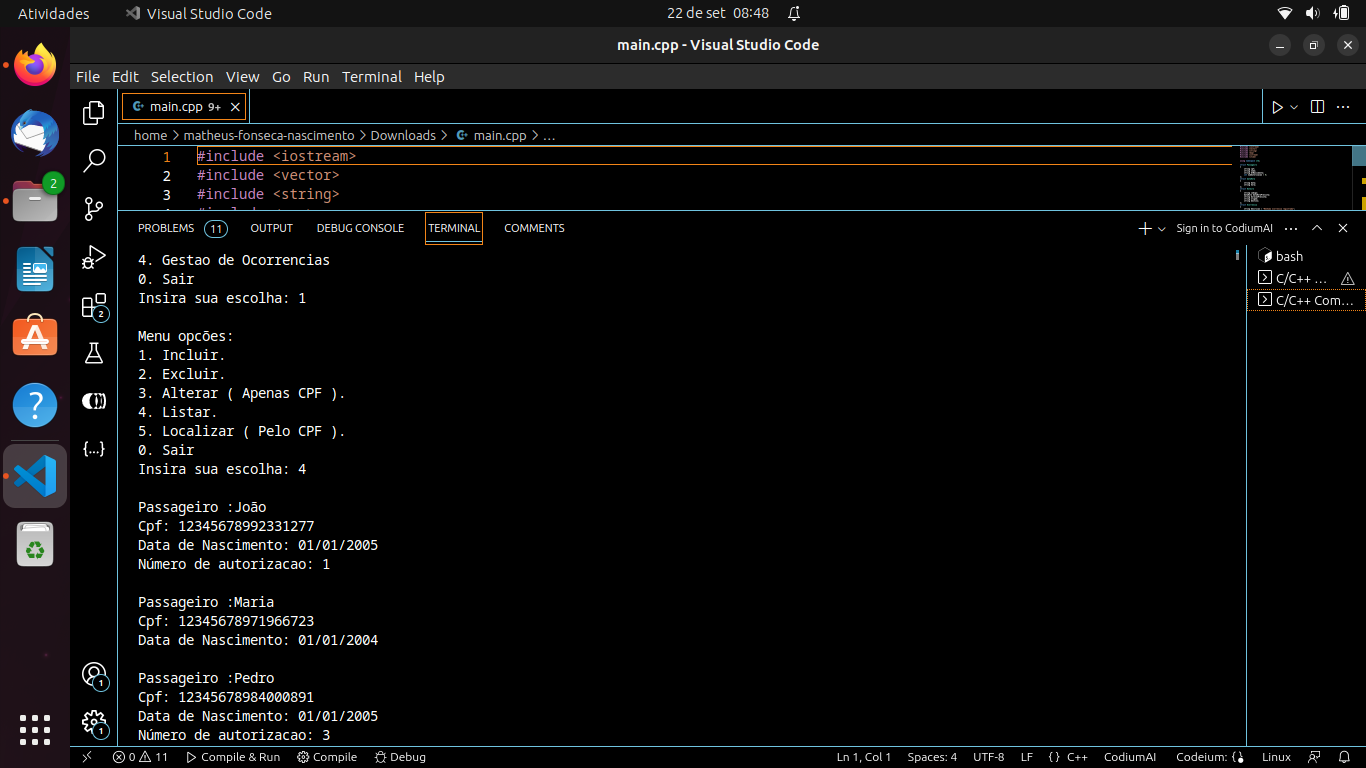 Atividades Visual Studio Code 22 de set 08:48
main.cpp - Visual Studio Code
File Edit Selection View Go Run Terminal Help
main.cpp 9+
home > matheus-fonseca-nascimento > Downloads > main.cpp > ...
1 #include <iostream>
2 #include <vector>
3 #include <string>
PROBLEMS 11 OUTPUT DEBUG CONSOLE TERMINAL COMMENTS Sign in to CodiumAI
4. Gestao de Ocorrencias
0. Sair
Insira sua escolha: 1
Menu opcões:
1. Incluir.
2. Excluir.
3. Alterar ( Apenas CPF ).
4. Listar.
5. Localizar ( Pelo CPF ).
0. Sair
Insira sua escolha: 4
Passageiro :João
Cpf: 12345678992331277
Data de Nascimento: 01/01/2005
Número de autorizacao: 1
Passageiro :Maria
Cpf: 12345678971966723
Data de Nascimento: 01/01/2004
Passageiro :Pedro
Cpf: 12345678984000891
Data de Nascimento: 01/01/2005
Número de autorizacao: 3
bash
C/C++ ...
C/C++ Com...
2
2
1
1
0 11 Compile & Run Compile Debug Ln 1, Col 1 Spaces: 4 UTF-8 LF {} C++ CodiumAI Codeium: {} Linux